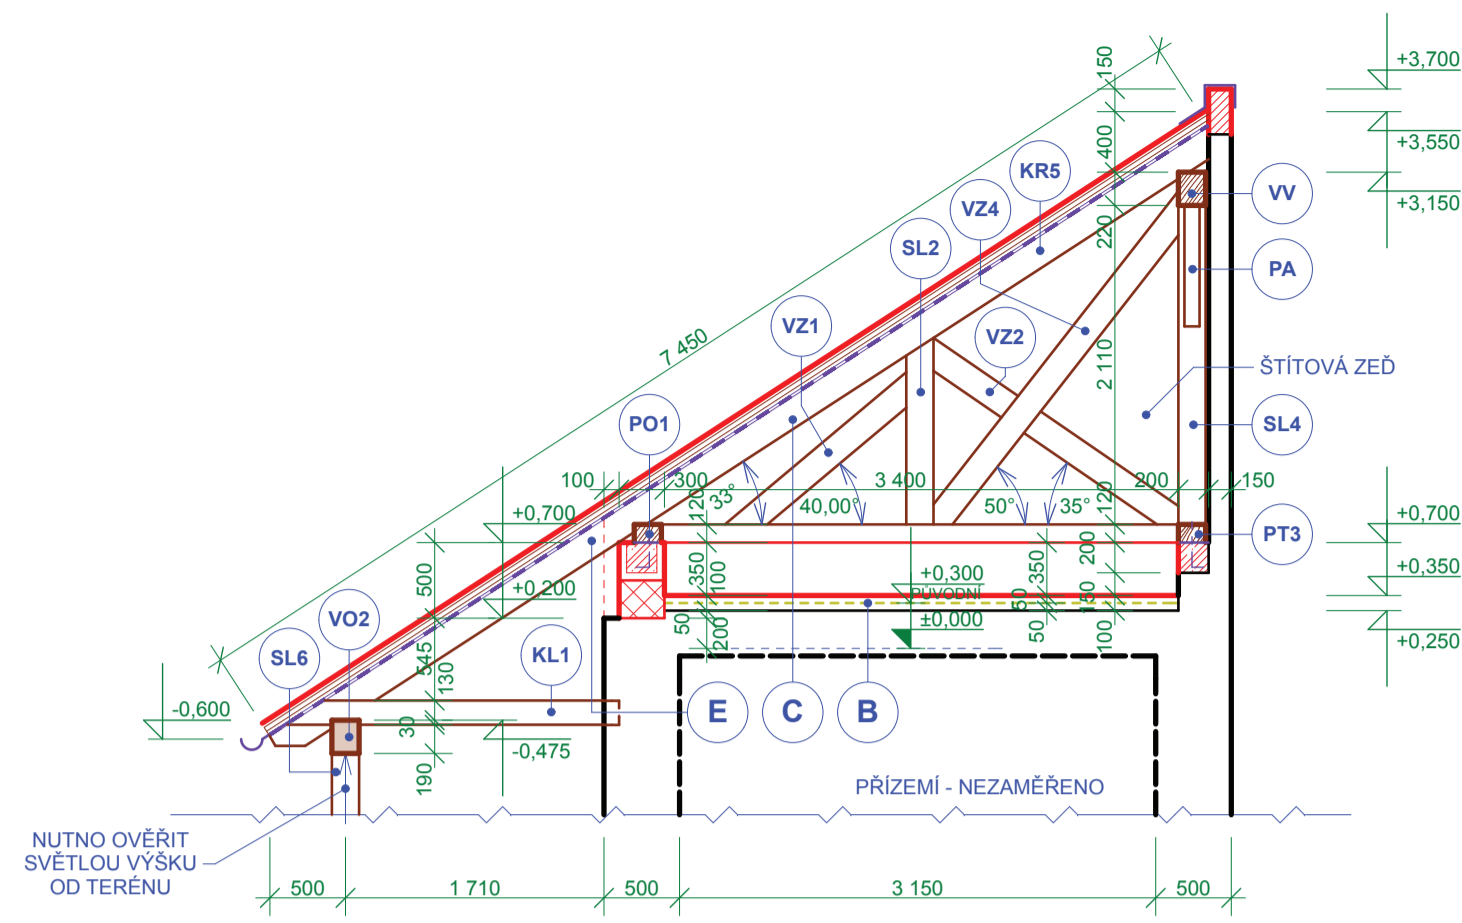 150
+3,700
400
+3,550
KR5
VV
+3,150
VZ4
220
SL2
PA
VZ1
VZ2
7 450
2 110
ŠTÍTOVÁ ZEĎ
PO1
SL4
100
300
3 400
200
150
120
33°
40,00°
50°
35°
120
+0,700
PT3
+0,700
500
350
100
+0,300
PŮVODNÍ
350
50
200
+0,350
+0,200
150
VO2
50
200
±0,000
50
100
+0,250
SL6
545
130
KL1
E
C
B
-0,600
30
-0,475
190
PŘÍZEMÍ - NEZAMĚŘENO
NUTNO OVĚŘIT
SVĚTLOU VÝŠKU
OD TERÉNU
500
1 710
500
3 150
500